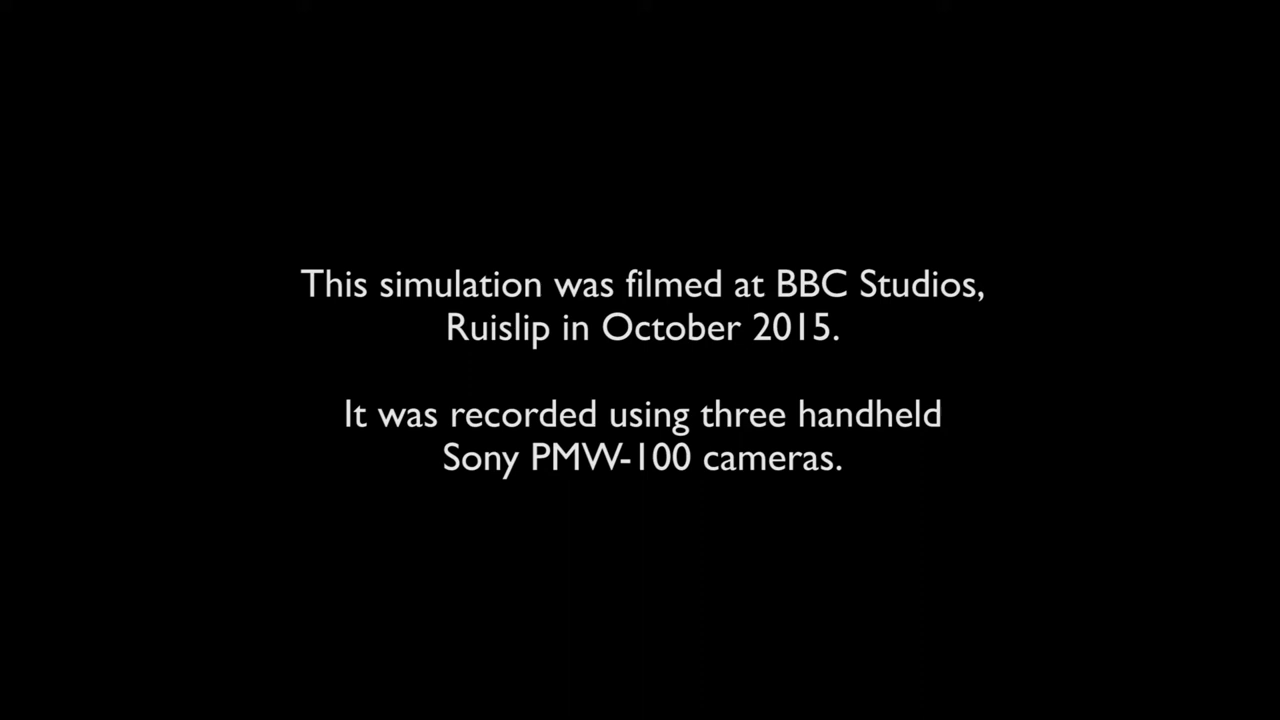 This simulation was filmed at BBC Studios,
Ruislip in October 2015.
It was recorded using three handheld
Sony PMW-100 cameras.